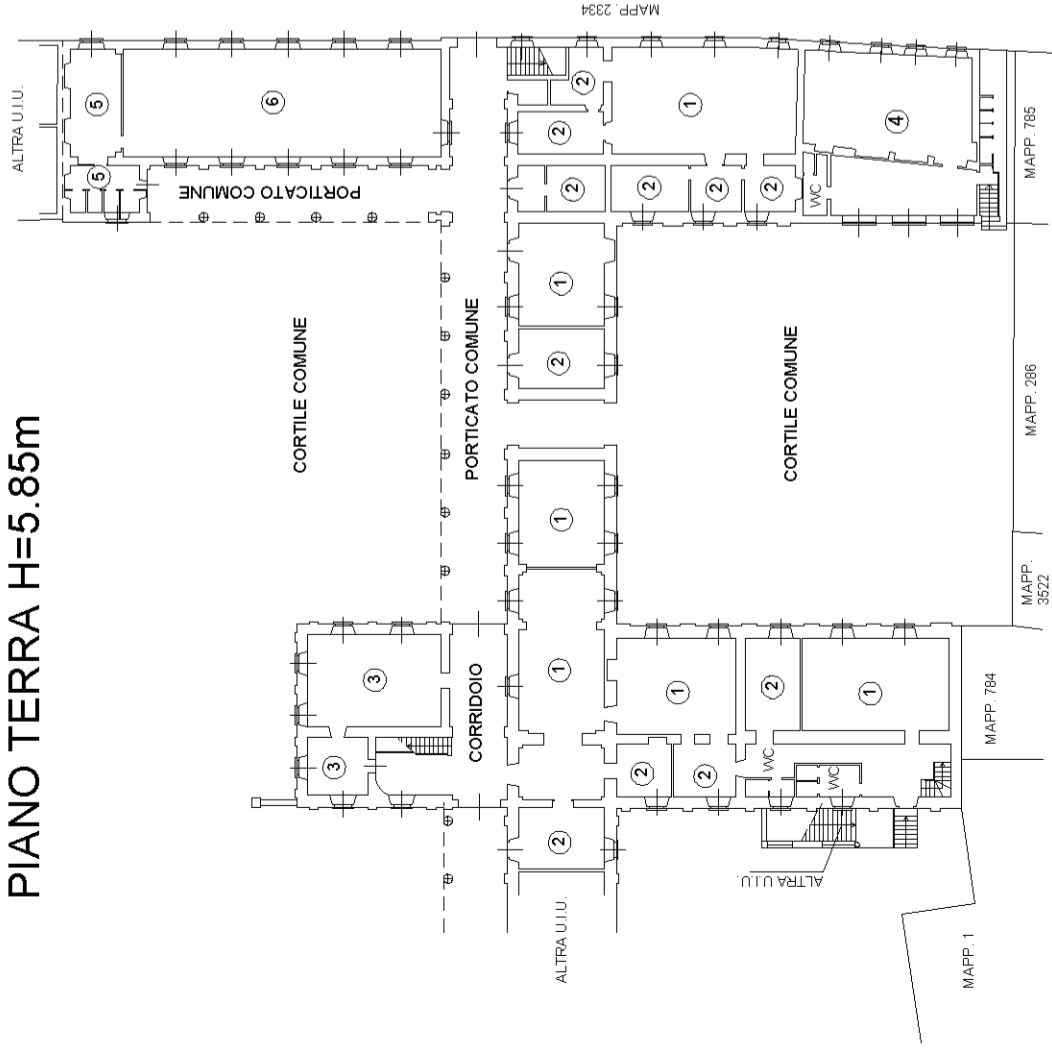 PIANO TERRA H=5.85m
ALTRA U.I.U.
MAPP. 2334
5
6
5
PORTICATO COMUNE
2
2
1
4
2
2
2
2
WC
MAPP. 785
CORTILE COMUNE
PORTICATO COMUNE
1
2
CORTILE COMUNE
MAPP. 286
1
MAPP.
3522
3
3
CORRIDOIO
1
1
2
1
2
2
WC
WC
MAPP. 784
2
ALTRA U.I.U.
ALTRA U.I.U.
MAPP. 1